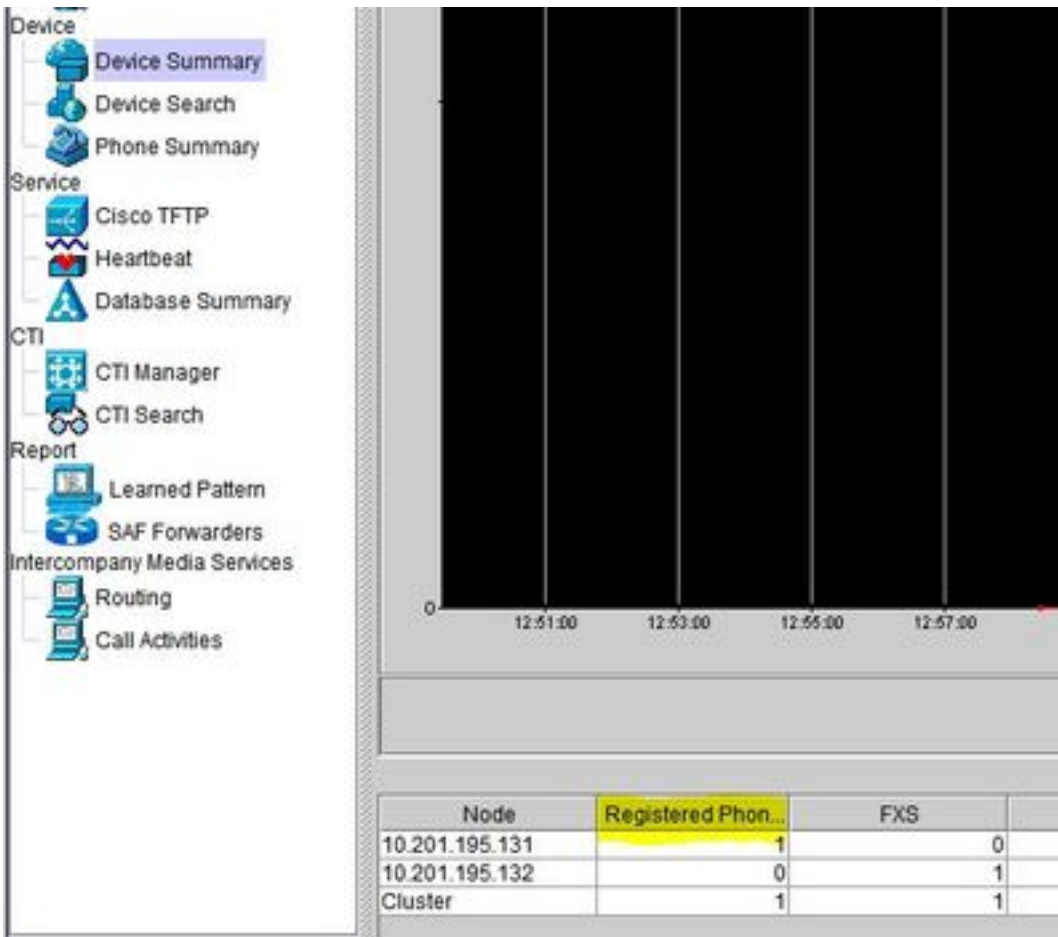 Device
Device Summary
Device Search
Phone Summary
Service
Cisco TFTP
Heartbeat
Database Summary
CTI
CTI Manager
CTI Search
Report
Learned Pattern
SAF Forwarders
Intercompany Media Services
Routing
Call Activities
0
12:51:00 12:53:00 12:55:00 12:57:00
Node Registered Phon... FXS
10.201.195.131 1 0
10.201.195.132 0 1
Cluster 1 1